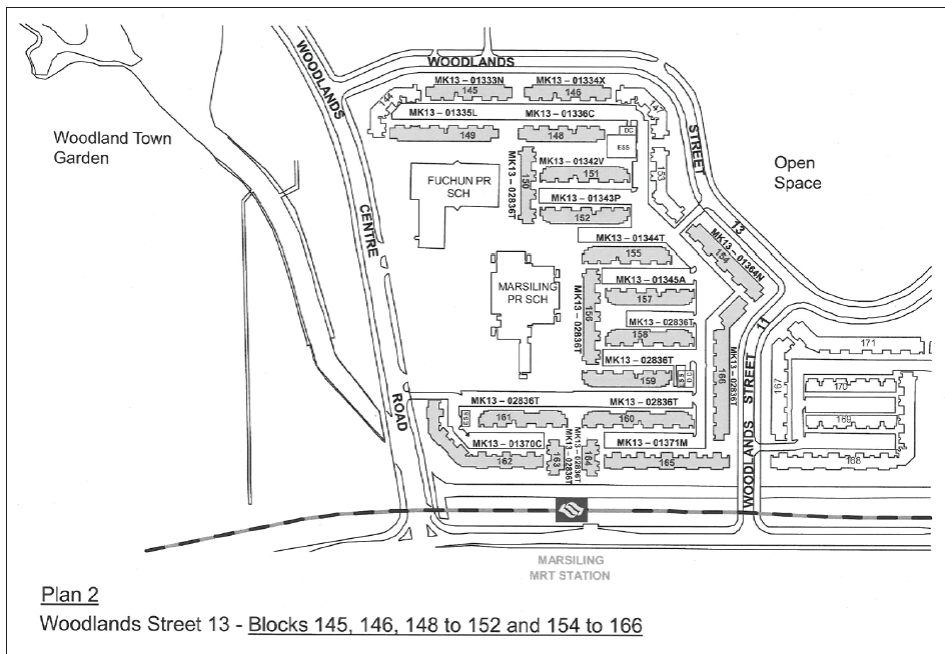 WOODLANDS
WOODLANDS
MK13 – 01333N
MK13 – 01334X
145
146
144
147
MK13 – 01335L
MK13 – 01336C
149
148
DC
ESS
Woodland Town
Garden
STREET
Open
Space
MK13 – 02836T
150
MK13 – 01342V
151
153
FUCHUN PR
SCH
MK13 – 01343P
152
CENTRE
13
MK13 – 01344T
155
MK13 – 01364N
154
MARSILING
PR SCH
MK13 – 01345A
157
156
MK13 – 02836T
MK13 – 02836T
158
11
171
MK13 – 02836T
159
ESS
DC
166
MK13 – 02836T
STREET
167
170
169
168
ROAD
MK13 – 02836T
MK13 – 02836T
ESS
161
160
MK13 – 01370C
MK13 – 02836T
MK13 – 02836T
MK13 – 01371M
162
163
164
165
WOODLANDS
MARSILING
MRT STATION
Plan 2
Woodlands Street 13 - Blocks 145, 146, 148 to 152 and 154 to 166